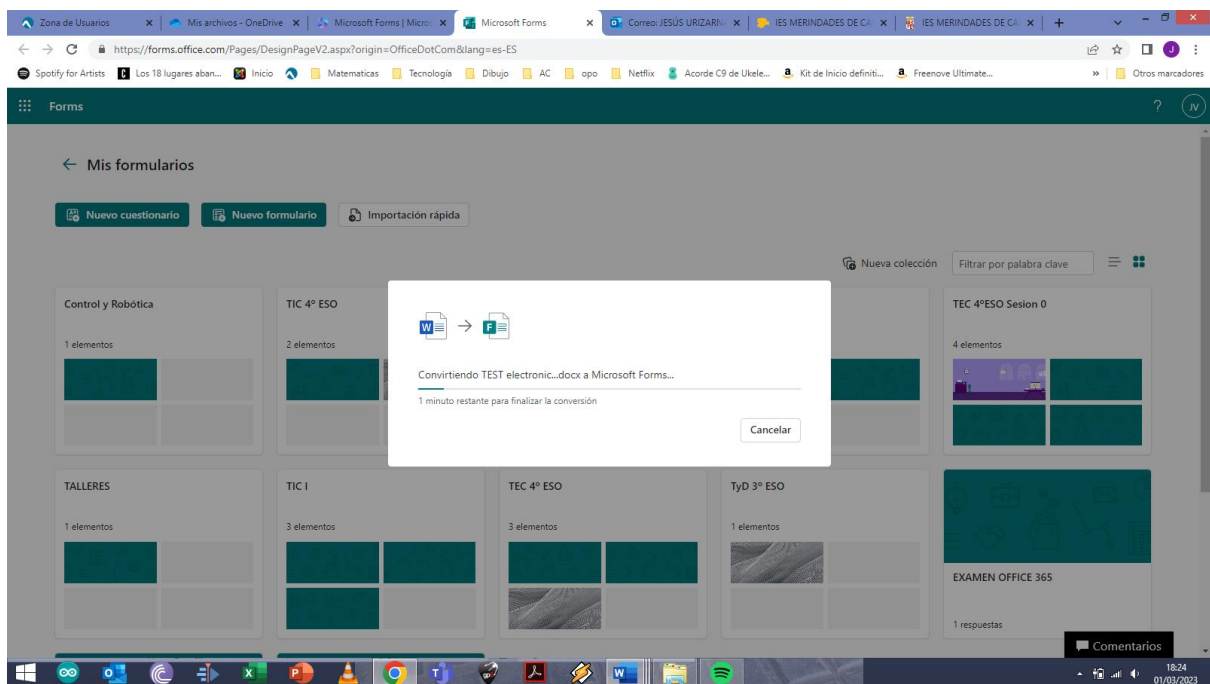 Zona de Usuarios
Mis archivos - OneDrive
Microsoft Forms | Micro
Microsoft Forms
Correo: JESÚS URIZARN
IES MERINDADES DE CA
IES MERINDADES DE CA
https://forms.office.com/Pages/DesignPageV2.aspx?origin=OfficeDotCom&lang=es-ES
J
Spotify for Artists
Los 18 lugares aban...
Inicio
Matematicas
Tecnología
Dibujo
AC
opo
Netflix
Acorde C9 de Ukele...
Kit de Inicio definiti...
Freenove Ultimate...
»
Otros marcadores
Forms
?
JV
Mis formularios
Nuevo cuestionario
Nuevo formulario
Importación rápida
Nueva colección
Filtrar por palabra clave
Control y Robótica
1 elementos
TIC 4º ESO
2 elementos
TEC 4ºESO Sesion 0
4 elementos
Convirtiendo TEST electronic...docx a Microsoft Forms...
1 minuto restante para finalizar la conversión
Cancelar
TALLERES
1 elementos
TIC I
3 elementos
TEC 4º ESO
3 elementos
TyD 3º ESO
1 elementos
EXAMEN OFFICE 365
1 respuestas
Comentarios
18:24
01/03/2023